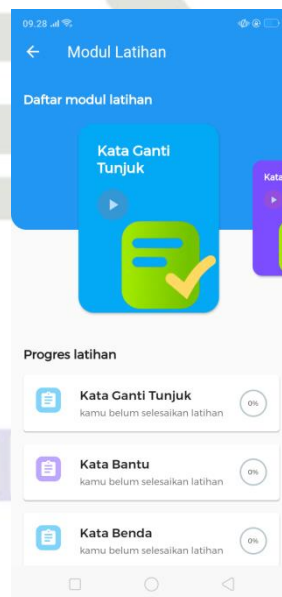 09.28
Modul Latihan
Daftar modul latihan
Kata Ganti
Tunjuk
Kata
Progres latihan
Kata Ganti Tunjuk
kamu belum selesaikan latihan
0%
Kata Bantu
kamu belum selesaikan latihan
0%
Kata Benda
kamu belum selesaikan latihan
0%